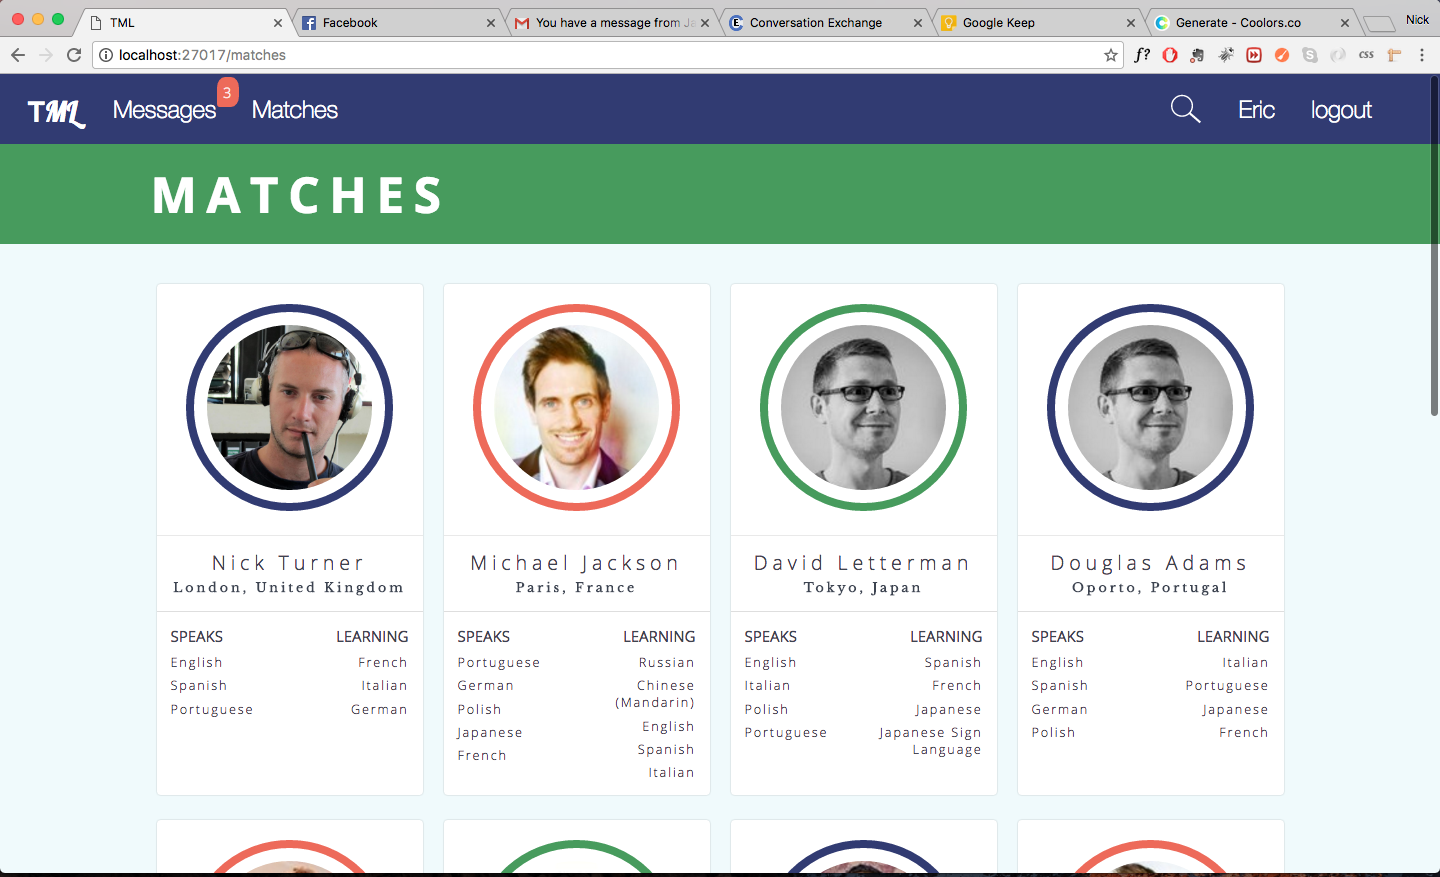 TML
Facebook
You have a message from Ja
Conversation Exchange
Google Keep
Generate - Coolors.co
Nick
localhost:27017/matches
f?
css
TML
Messages
3
Matches
Eric
logout
MATCHES
Nick Turner
London, United Kingdom
SPEAKS LEARNING
English French
Spanish Italian
Portuguese German
Michael Jackson
Paris, France
SPEAKS LEARNING
Portuguese Russian
German Chinese
(Mandarin)
Polish English
Japanese Spanish
French Italian
David Letterman
Tokyo, Japan
SPEAKS LEARNING
English Spanish
Italian French
Polish Japanese
Portuguese Japanese Sign
Language
Douglas Adams
Oporto, Portugal
SPEAKS LEARNING
English Italian
Spanish Portuguese
German Japanese
Polish French